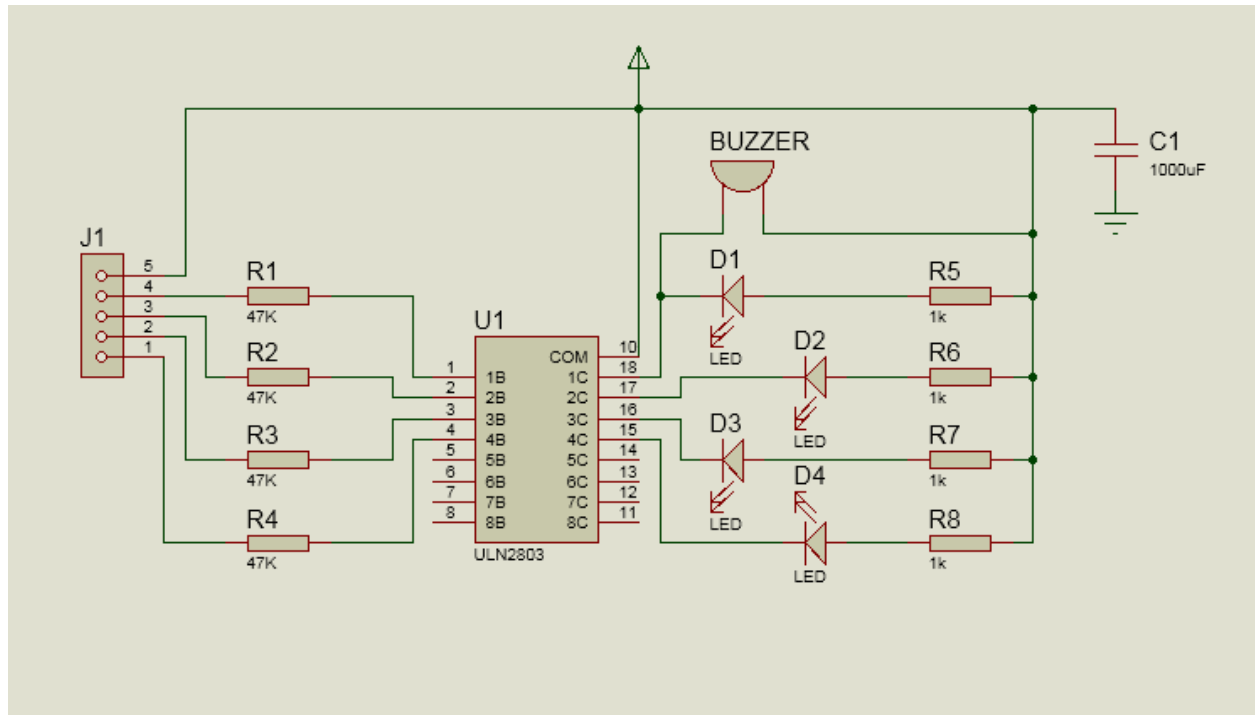 BUZZER
C1
1000uF
J1
5
4
3
2
1
R1
47K
R2
47K
R3
47K
R4
47K
U1
1
2
3
4
5
6
7
8
1B
2B
3B
4B
5B
6B
7B
8B
COM
1C
2C
3C
4C
5C
6C
7C
8C
10
18
17
16
15
14
13
12
11
ULN2803
D1
LED
D2
LED
D3
LED
D4
LED
R5
1k
R6
1k
R7
1k
R8
1k